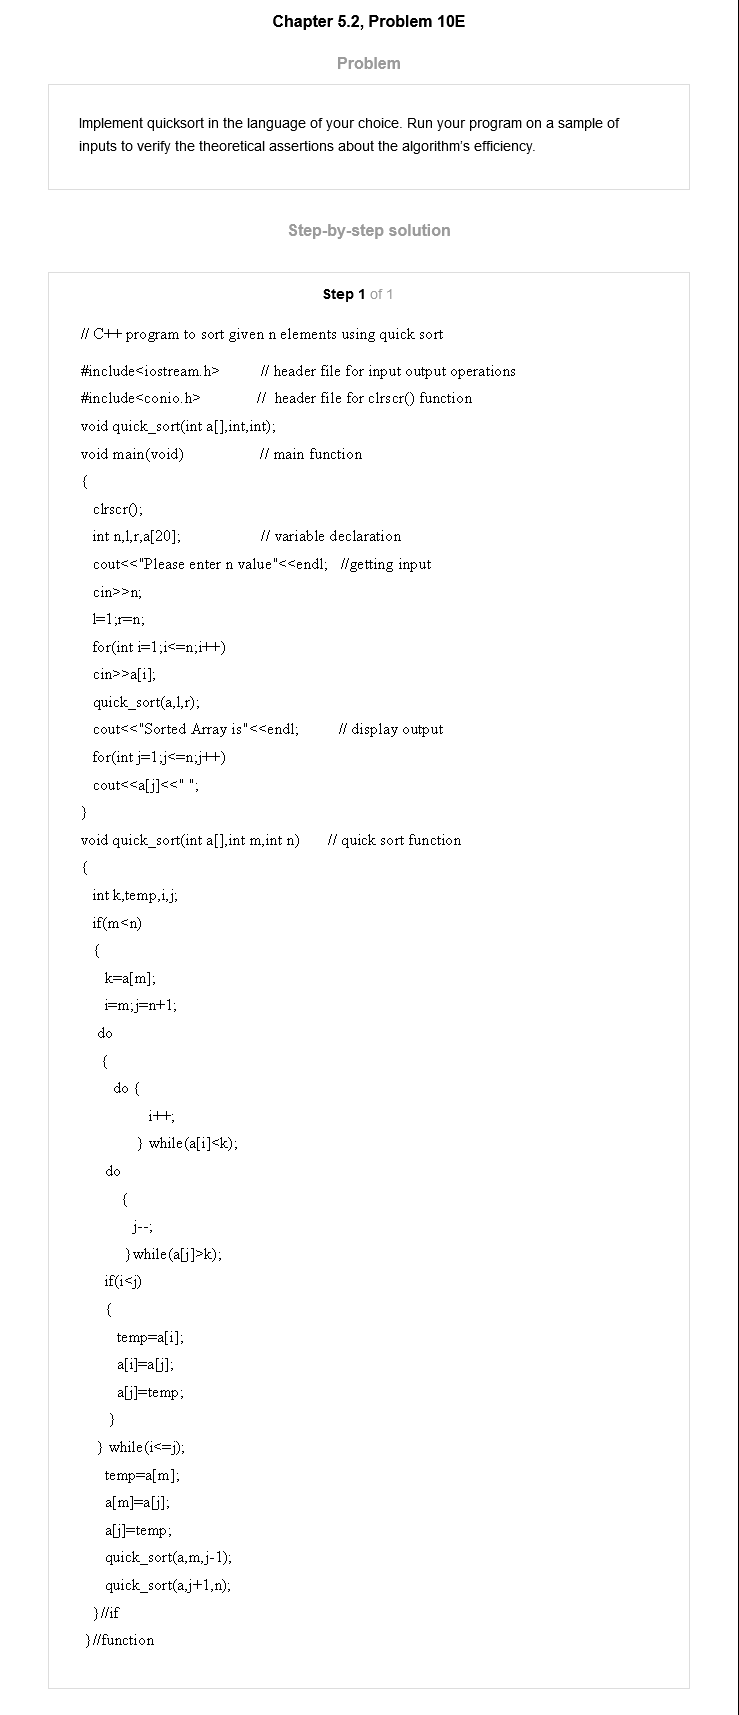 Chapter 5.2, Problem 10E
Problem
Implement quicksort in the language of your choice. Run your program on a sample of
inputs to verify the theoretical assertions about the algorithm's efficiency.
Step-by-step solution
Step 1 of 1
// C++ program to sort given n elements using quick sort
#include<iostream.h> // header file for input output operations
#include<conio.h> // header file for clrscr() function
void quick_sort(int a[],int,int);
void main(void) // main function
{
clrscr();
int n,l,r,a[20]; // variable declaration
cout<<"Please enter n value"<<endl; //getting input
cin>>n;
l=1;r=n;
for(int i=1;i<=n;i++)
cin>>a[i];
quick_sort(a,l,r);
cout<<"Sorted Array is"<<endl; // display output
for(int j=1;j<=n;j++)
cout<<a[j]<<" ";
}
void quick_sort(int a[],int m,int n) // quick sort function
{
int k,temp,i,j;
if(m<n)
{
k=a[m];
i=m;j=n+1;
do
{
do {
i++;
} while(a[i]<k);
do
{
j--;
}while(a[j]>k);
if(i<j)
{
temp=a[i];
a[i]=a[j];
a[j]=temp;
}
} while(i<=j);
temp=a[m];
a[m]=a[j];
a[j]=temp;
quick_sort(a,m,j-1);
quick_sort(a,j+1,n);
}//if
}//function